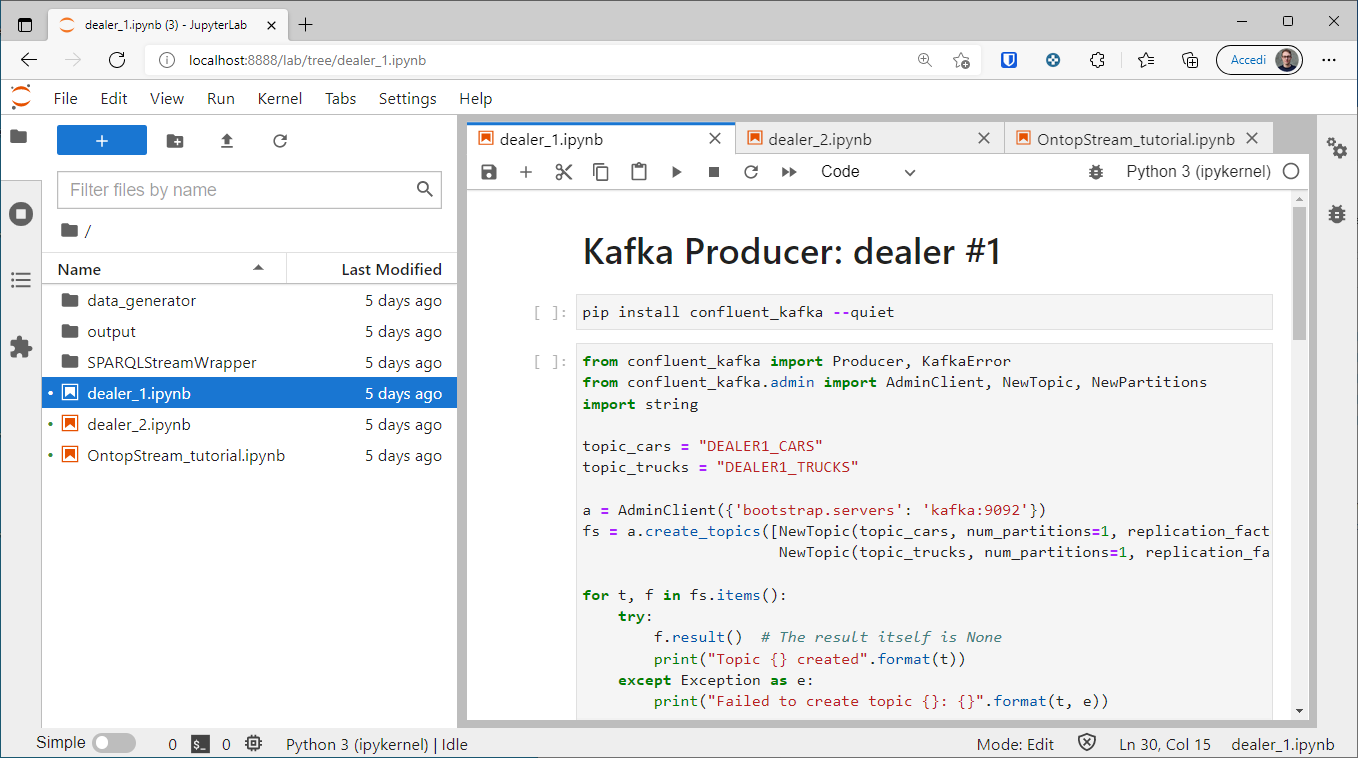 dealer_1.ipynb (3) - JupyterLab
localhost:8888/lab/tree/dealer_1.ipynb
Accedi
File Edit View Run Kernel Tabs Settings Help
Filter files by name
/
Name Last Modified
data_generator 5 days ago
output 5 days ago
SPARQLStreamWrapper 5 days ago
dealer_1.ipynb 5 days ago
dealer_2.ipynb 5 days ago
OntopStream_tutorial.ipynb 5 days ago
dealer_1.ipynb dealer_2.ipynb OntopStream_tutorial.ipynb
Code Python 3 (ipykernel)
Kafka Producer: dealer #1
[ ]: pip install confluent_kafka --quiet
[ ]: from confluent_kafka import Producer, KafkaError
from confluent_kafka.admin import AdminClient, NewTopic, NewPartitions
import string
topic_cars = "DEALER1_CARS"
topic_trucks = "DEALER1_TRUCKS"
a = AdminClient({'bootstrap.servers': 'kafka:9092'})
fs = a.create_topics([NewTopic(topic_cars, num_partitions=1, replication_fact
NewTopic(topic_trucks, num_partitions=1, replication_fa
for t, f in fs.items():
try:
f.result()  # The result itself is None
print("Topic {} created".format(t))
except Exception as e:
print("Failed to create topic {}: {}".format(t, e))
Simple 0 $_ 0 Python 3 (ipykernel) | Idle Mode: Edit Ln 30, Col 15 dealer_1.ipynb